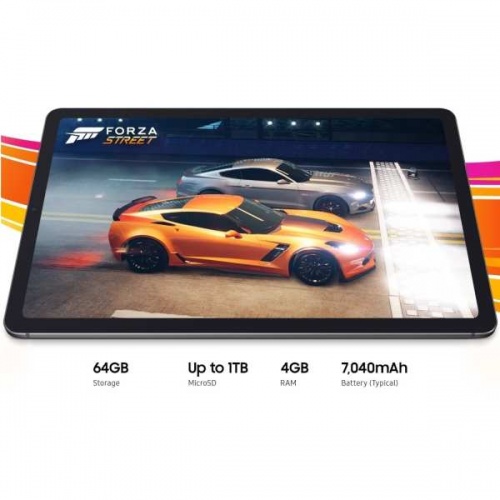 FORZA
STREET
64GB
Up to 1TB
4GB
7,040mAh
Storage
MicroSD
RAM
Battery (Typical)